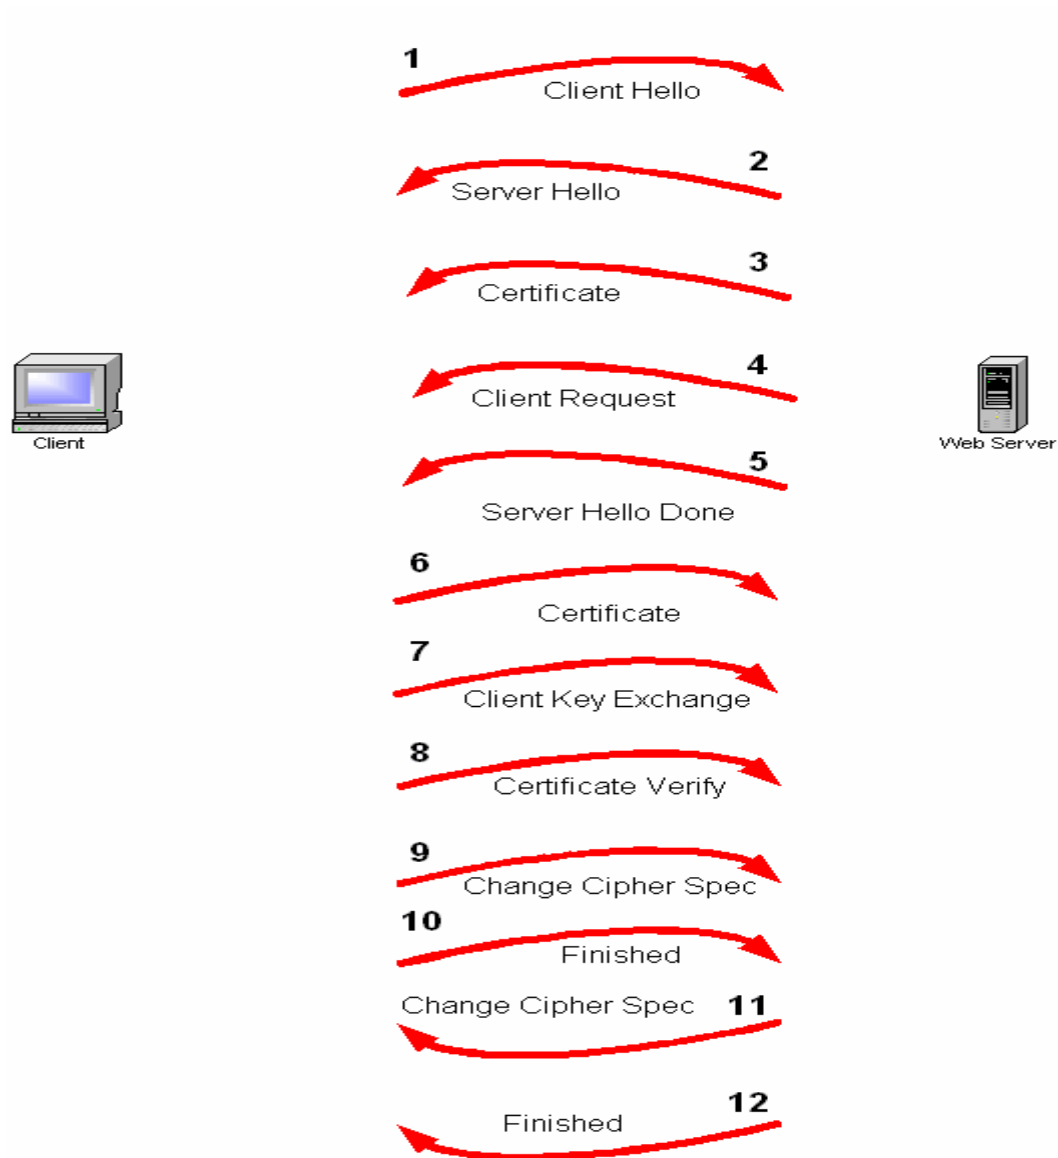 1
Client Hello
2
Server Hello
3
Certificate
4
Client Request
Client
Web Server
5
Server Hello Done
6
Certificate
7
Client Key Exchange
8
Certificate Verify
9
Change Cipher Spec
10
Finished
Change Cipher Spec 11
12
Finished